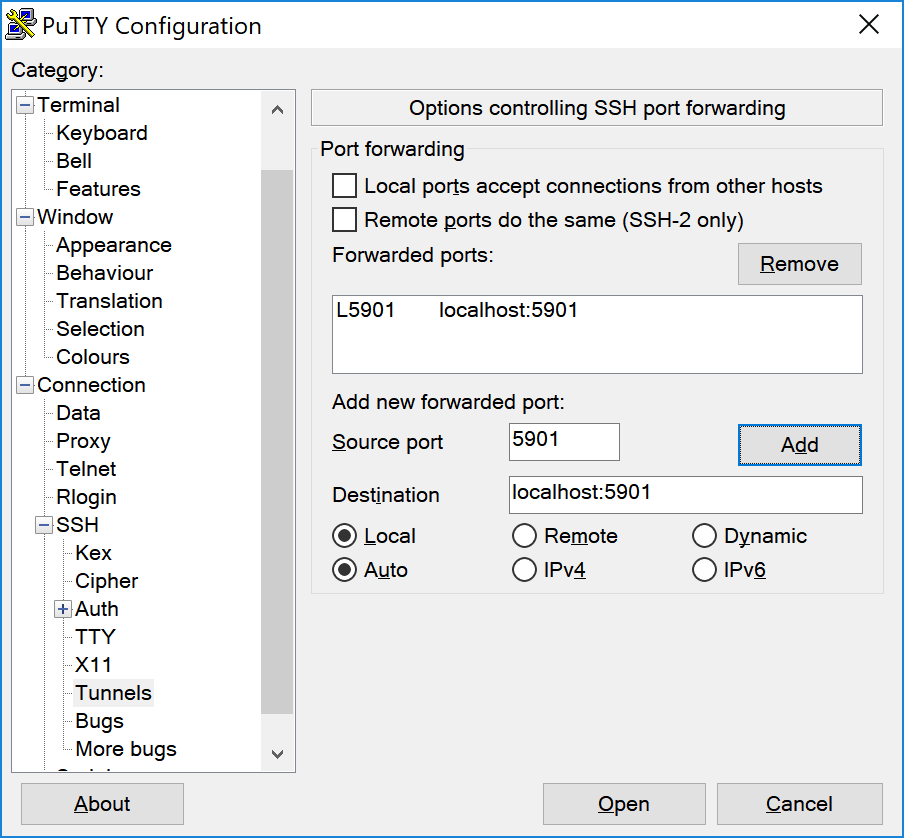 PuTTY Configuration
Category:
Terminal
Keyboard
Bell
Features
Window
Appearance
Behaviour
Translation
Selection
Colours
Connection
Data
Proxy
Telnet
Rlogin
SSH
Kex
Cipher
Auth
TTY
X11
Tunnels
Bugs
More bugs
Options controlling SSH port forwarding
Port forwarding
Local ports accept connections from other hosts
Remote ports do the same (SSH-2 only)
Forwarded ports:
Remove
L5901 localhost:5901
Add new forwarded port:
Source port 5901 Add
Destination localhost:5901
Local Remote Dynamic
Auto IPv4 IPv6
About Open Cancel